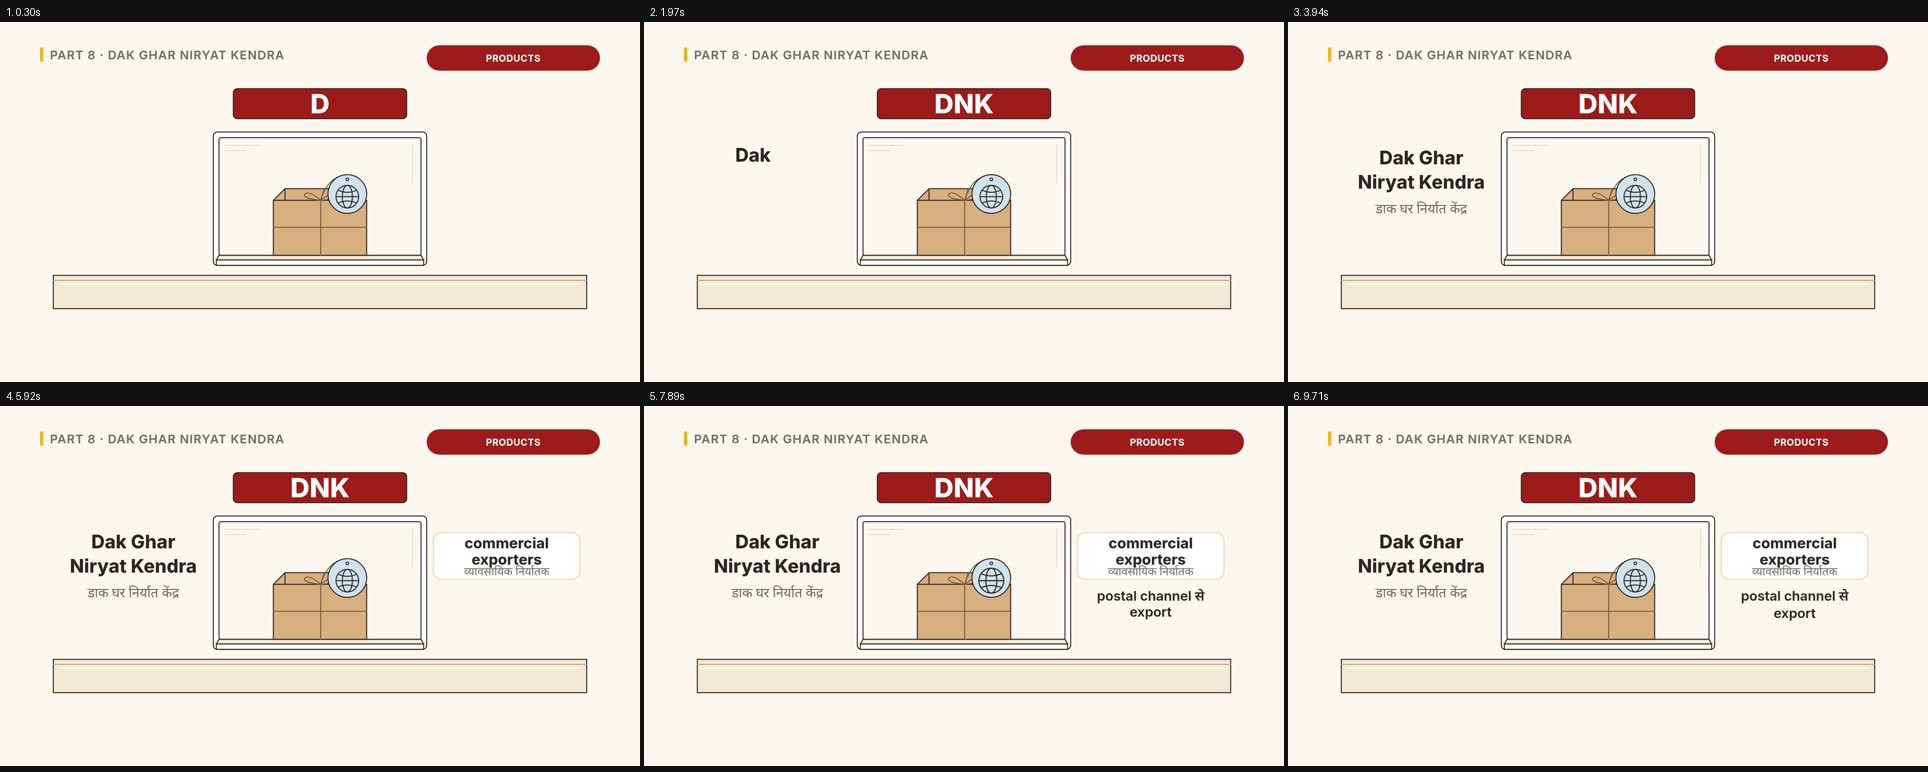 1. 0.30s
PART 8 · DAK GHAR NIRYAT KENDRA
PRODUCTS
D
2. 1.97s
PART 8 · DAK GHAR NIRYAT KENDRA
PRODUCTS
DNK
Dak
3. 3.94s
PART 8 · DAK GHAR NIRYAT KENDRA
PRODUCTS
DNK
Dak Ghar
Niryat Kendra
डाक घर निर्यात केंद्र
4. 5.92s
PART 8 · DAK GHAR NIRYAT KENDRA
PRODUCTS
DNK
Dak Ghar
Niryat Kendra
डाक घर निर्यात केंद्र
commercial
exporters
व्यावसायिक निर्यातक
5. 7.89s
PART 8 · DAK GHAR NIRYAT KENDRA
PRODUCTS
DNK
Dak Ghar
Niryat Kendra
डाक घर निर्यात केंद्र
commercial
exporters
व्यावसायिक निर्यातक
postal channel से
export
6. 9.71s
PART 8 · DAK GHAR NIRYAT KENDRA
PRODUCTS
DNK
Dak Ghar
Niryat Kendra
डाक घर निर्यात केंद्र
commercial
exporters
व्यावसायिक निर्यातक
postal channel से
export